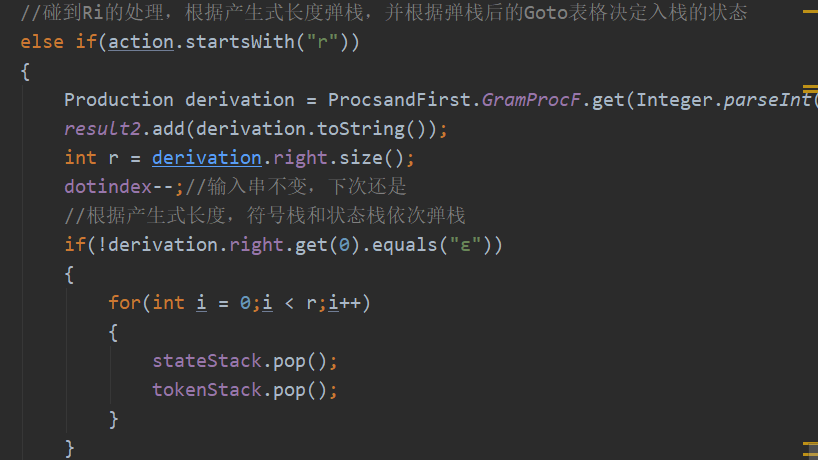 //碰到Ri的处理，根据产生式长度弹栈，并根据弹栈后的Goto表格决定入栈的状态
else if(action.startsWith("r"))
{
Production derivation = ProcsandFirst.GramProcF.get(Integer.parseInt(
result2.add(derivation.toString());
int r = derivation.right.size();
dotindex--;//输入串不变，下次还是
//根据产生式长度，符号栈和状态栈依次弹栈
if(!derivation.right.get(0).equals("ε"))
{
for(int i = 0;i < r;i++)
{
stateStack.pop();
tokenStack.pop();
}
}